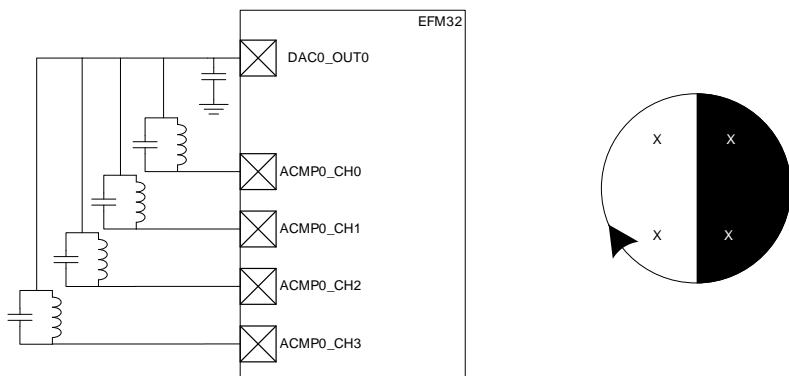 EFM32
DAC0_OUT0
ACMP0_CH0
ACMP0_CH1
ACMP0_CH2
ACMP0_CH3
X X
X X